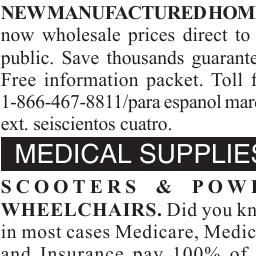 NEW MANUFACTURED HOM
now wholesale prices direct to
public. Save thousands guarante
Free information packet. Toll f
1-866-467-8811/para espanol mar
ext. seiscientos cuatro.
MEDICAL SUPPLIES
SCOOTERS & POW
WHEELCHAIRS. Did you kn
in most cases Medicare, Medic
and Insurance pay 100% of